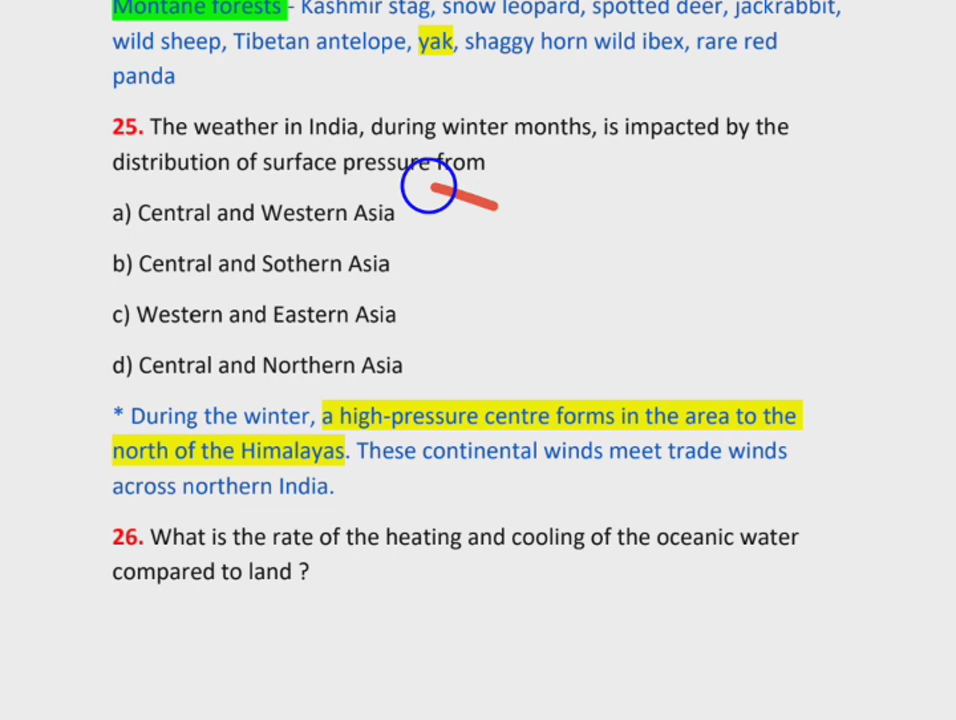 Montane forests - Kashmir stag, snow leopard, spotted deer, jackrabbit,
wild sheep, Tibetan antelope, yak, shaggy horn wild ibex, rare red
panda
25. The weather in India, during winter months, is impacted by the
distribution of surface pressure from
a) Central and Western Asia
b) Central and Sothern Asia
c) Western and Eastern Asia
d) Central and Northern Asia
* During the winter, a high-pressure centre forms in the area to the
north of the Himalayas. These continental winds meet trade winds
across northern India.
26. What is the rate of the heating and cooling of the oceanic water
compared to land ?